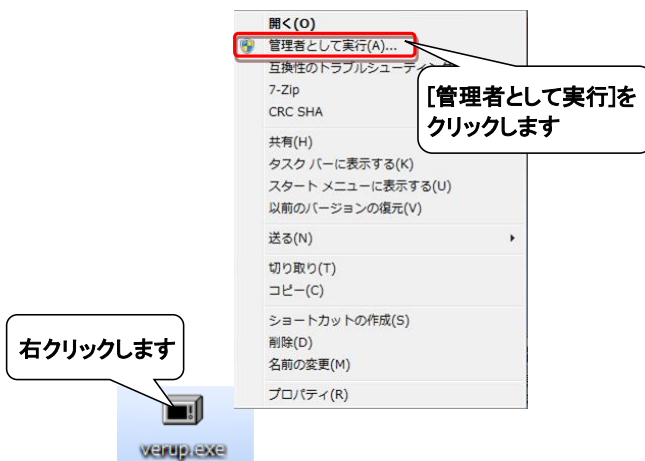 開く(O)
管理者として実行(A)...
互換性のトラブルシューティング
[管理者として実行]を
クリックします
7-Zip
CRC SHA
共有(H)
タスク バーに表示する(K)
スタート メニューに表示する(U)
以前のバージョンの復元(V)
送る(N)
切り取り(T)
コピー(C)
ショートカットの作成(S)
削除(D)
名前の変更(M)
プロパティ(R)
右クリックします
verup.exe